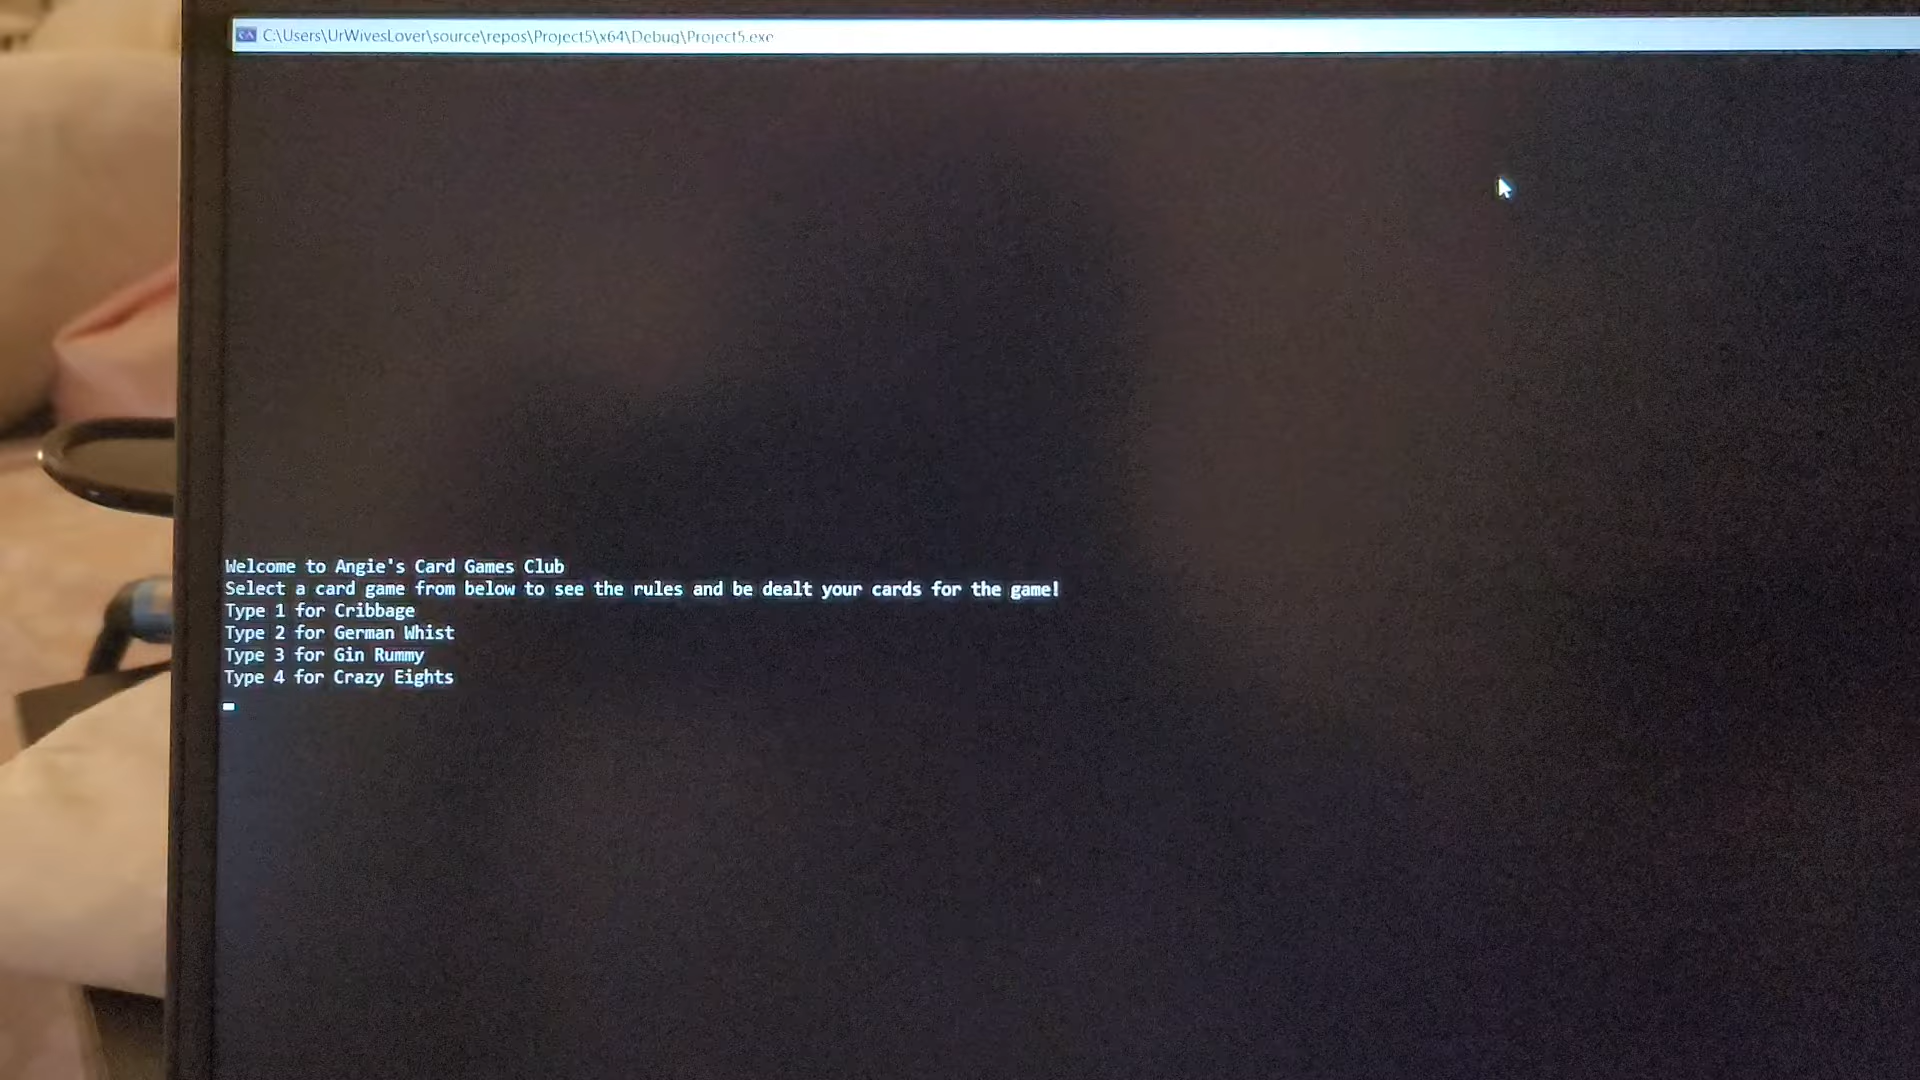 C:\Users\UrWivesLover\source\repos\Project5\x64\Debug\Project5.exe
Welcome to Angie's Card Games Club
Select a card game from below to see the rules and be dealt your cards for the game!
Type 1 for Cribbage
Type 2 for German Whist
Type 3 for Gin Rummy
Type 4 for Crazy Eights